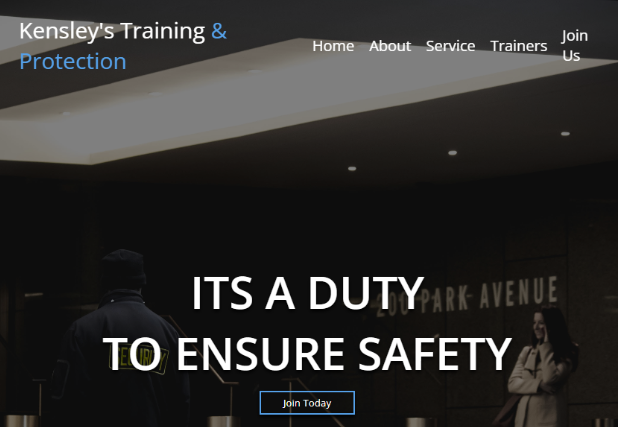 Kensley's Training &
Protection
Home About Service Trainers Join
Us
ITS A DUTY
200 PARK AVENUE
TO ENSURE SAFETY
SECURITY
Join Today